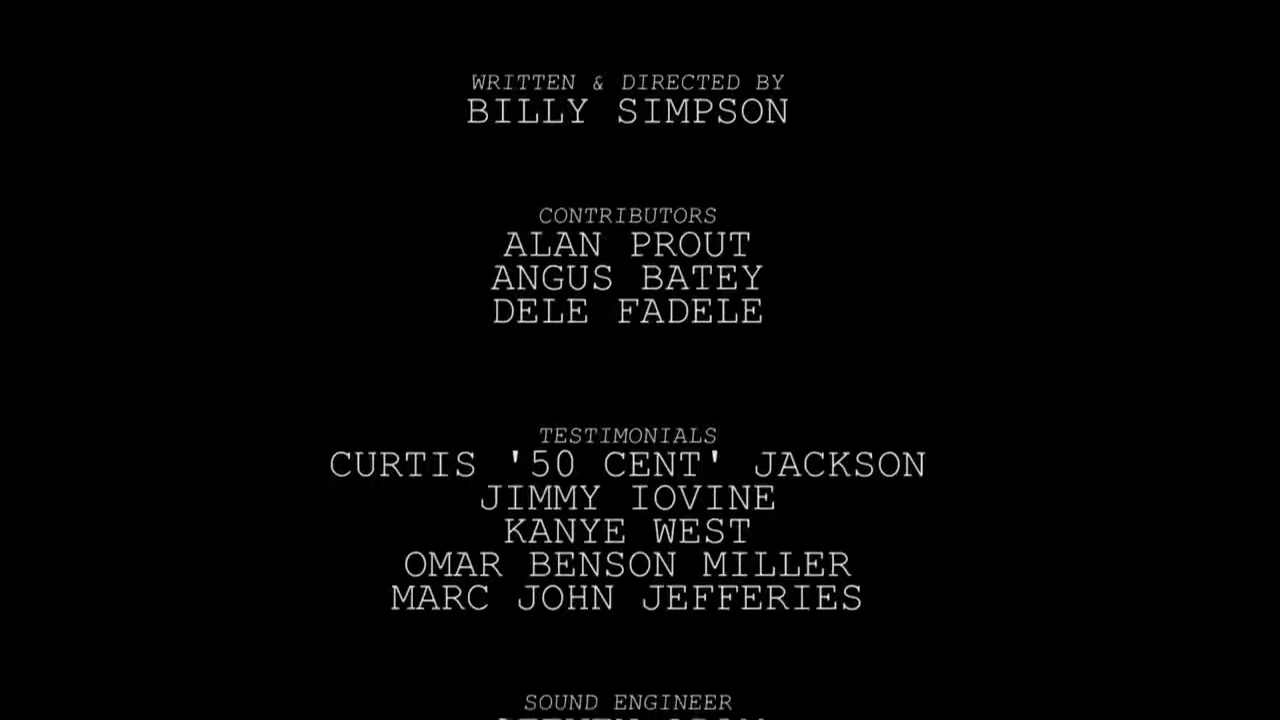 WRITTEN & DIRECTED BY
BILLY SIMPSON
CONTRIBUTORS
ALAN PROUT
ANGUS BATEY
DELE FADELE
TESTIMONIALS
CURTIS '50 CENT' JACKSON
JIMMY IOVINE
KANYE WEST
OMAR BENSON MILLER
MARC JOHN JEFFERIES
SOUND ENGINEER